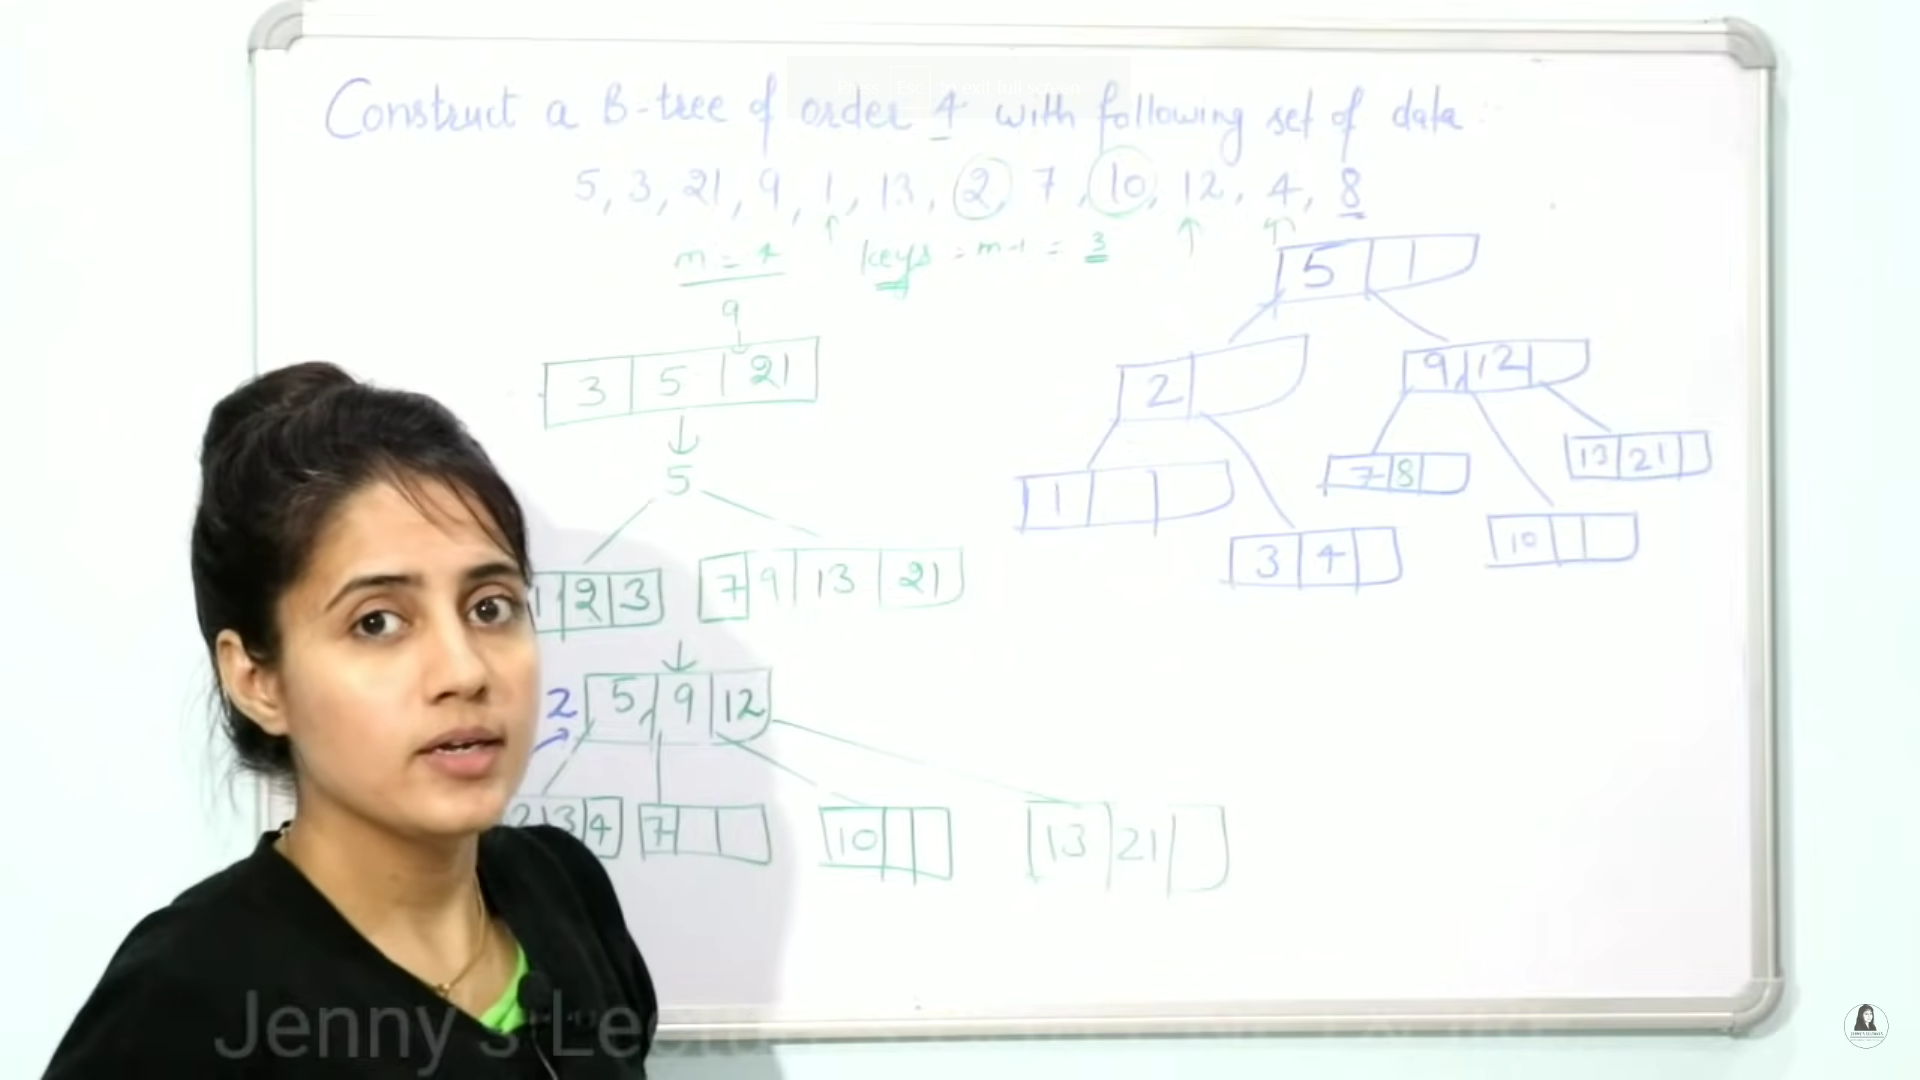 Press Esc to exit full screen
Construct a B-tree of order 4 with following set of data:
5, 3, 21, 9, 1, 13, 2, 7, 10, 12, 4, 8
m = 4 keys = m-1 = 3
9
3 5 21
5
1 2 3 7 9 13 21
2 5 9 12
2 3 4 7 10 13 21
5
2 9 12
1 3 4 7 8 10 13 21
Jenny's